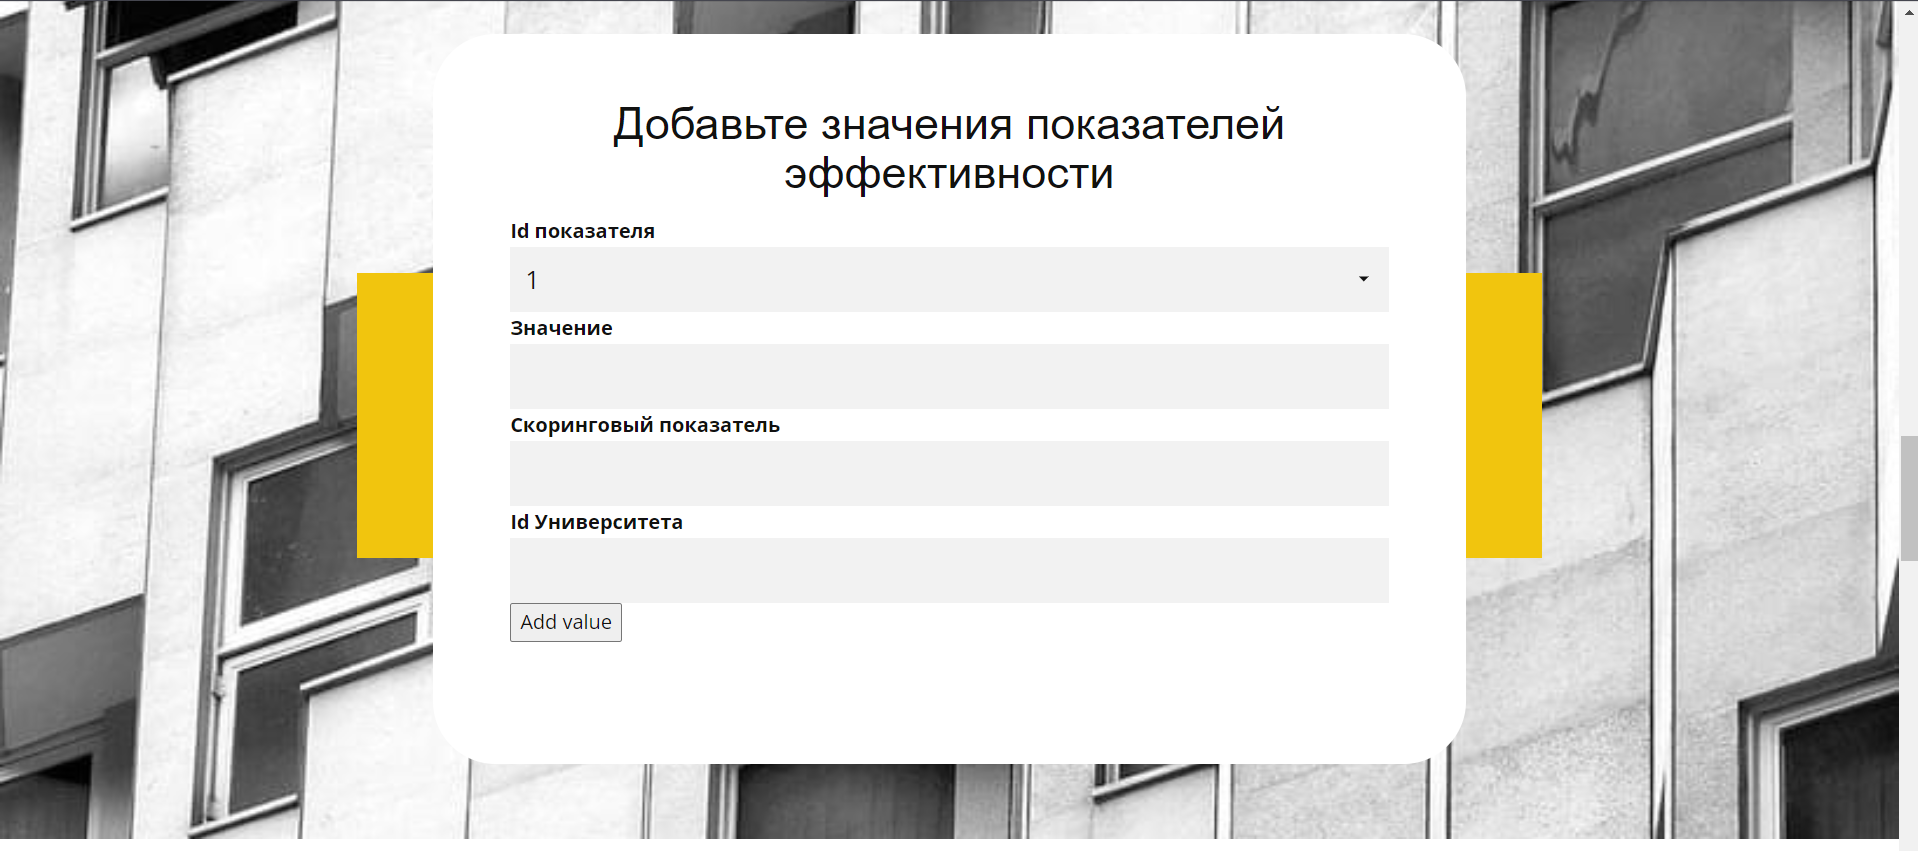 Добавьте значения показателей
эффективности
Id показателя
1
Значение
Скоринговый показатель
Id Университета
Add value